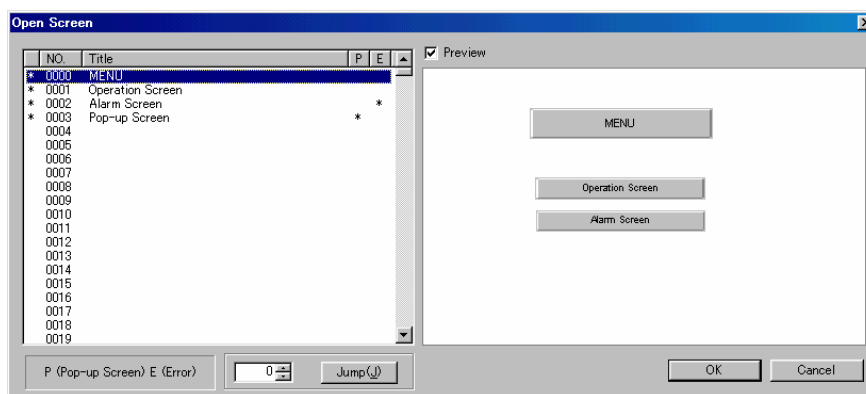 Open Screen
NO. Title P E
* 0000 MENU
* 0001 Operation Screen
* 0002 Alarm Screen *
* 0003 Pop-up Screen *
0004
0005
0006
0007
0008
0009
0010
0011
0012
0013
0014
0015
0016
0017
0018
0019
P (Pop-up Screen) E (Error)
0
Jump(J)
Preview
MENU
Operation Screen
Alarm Screen
OK
Cancel